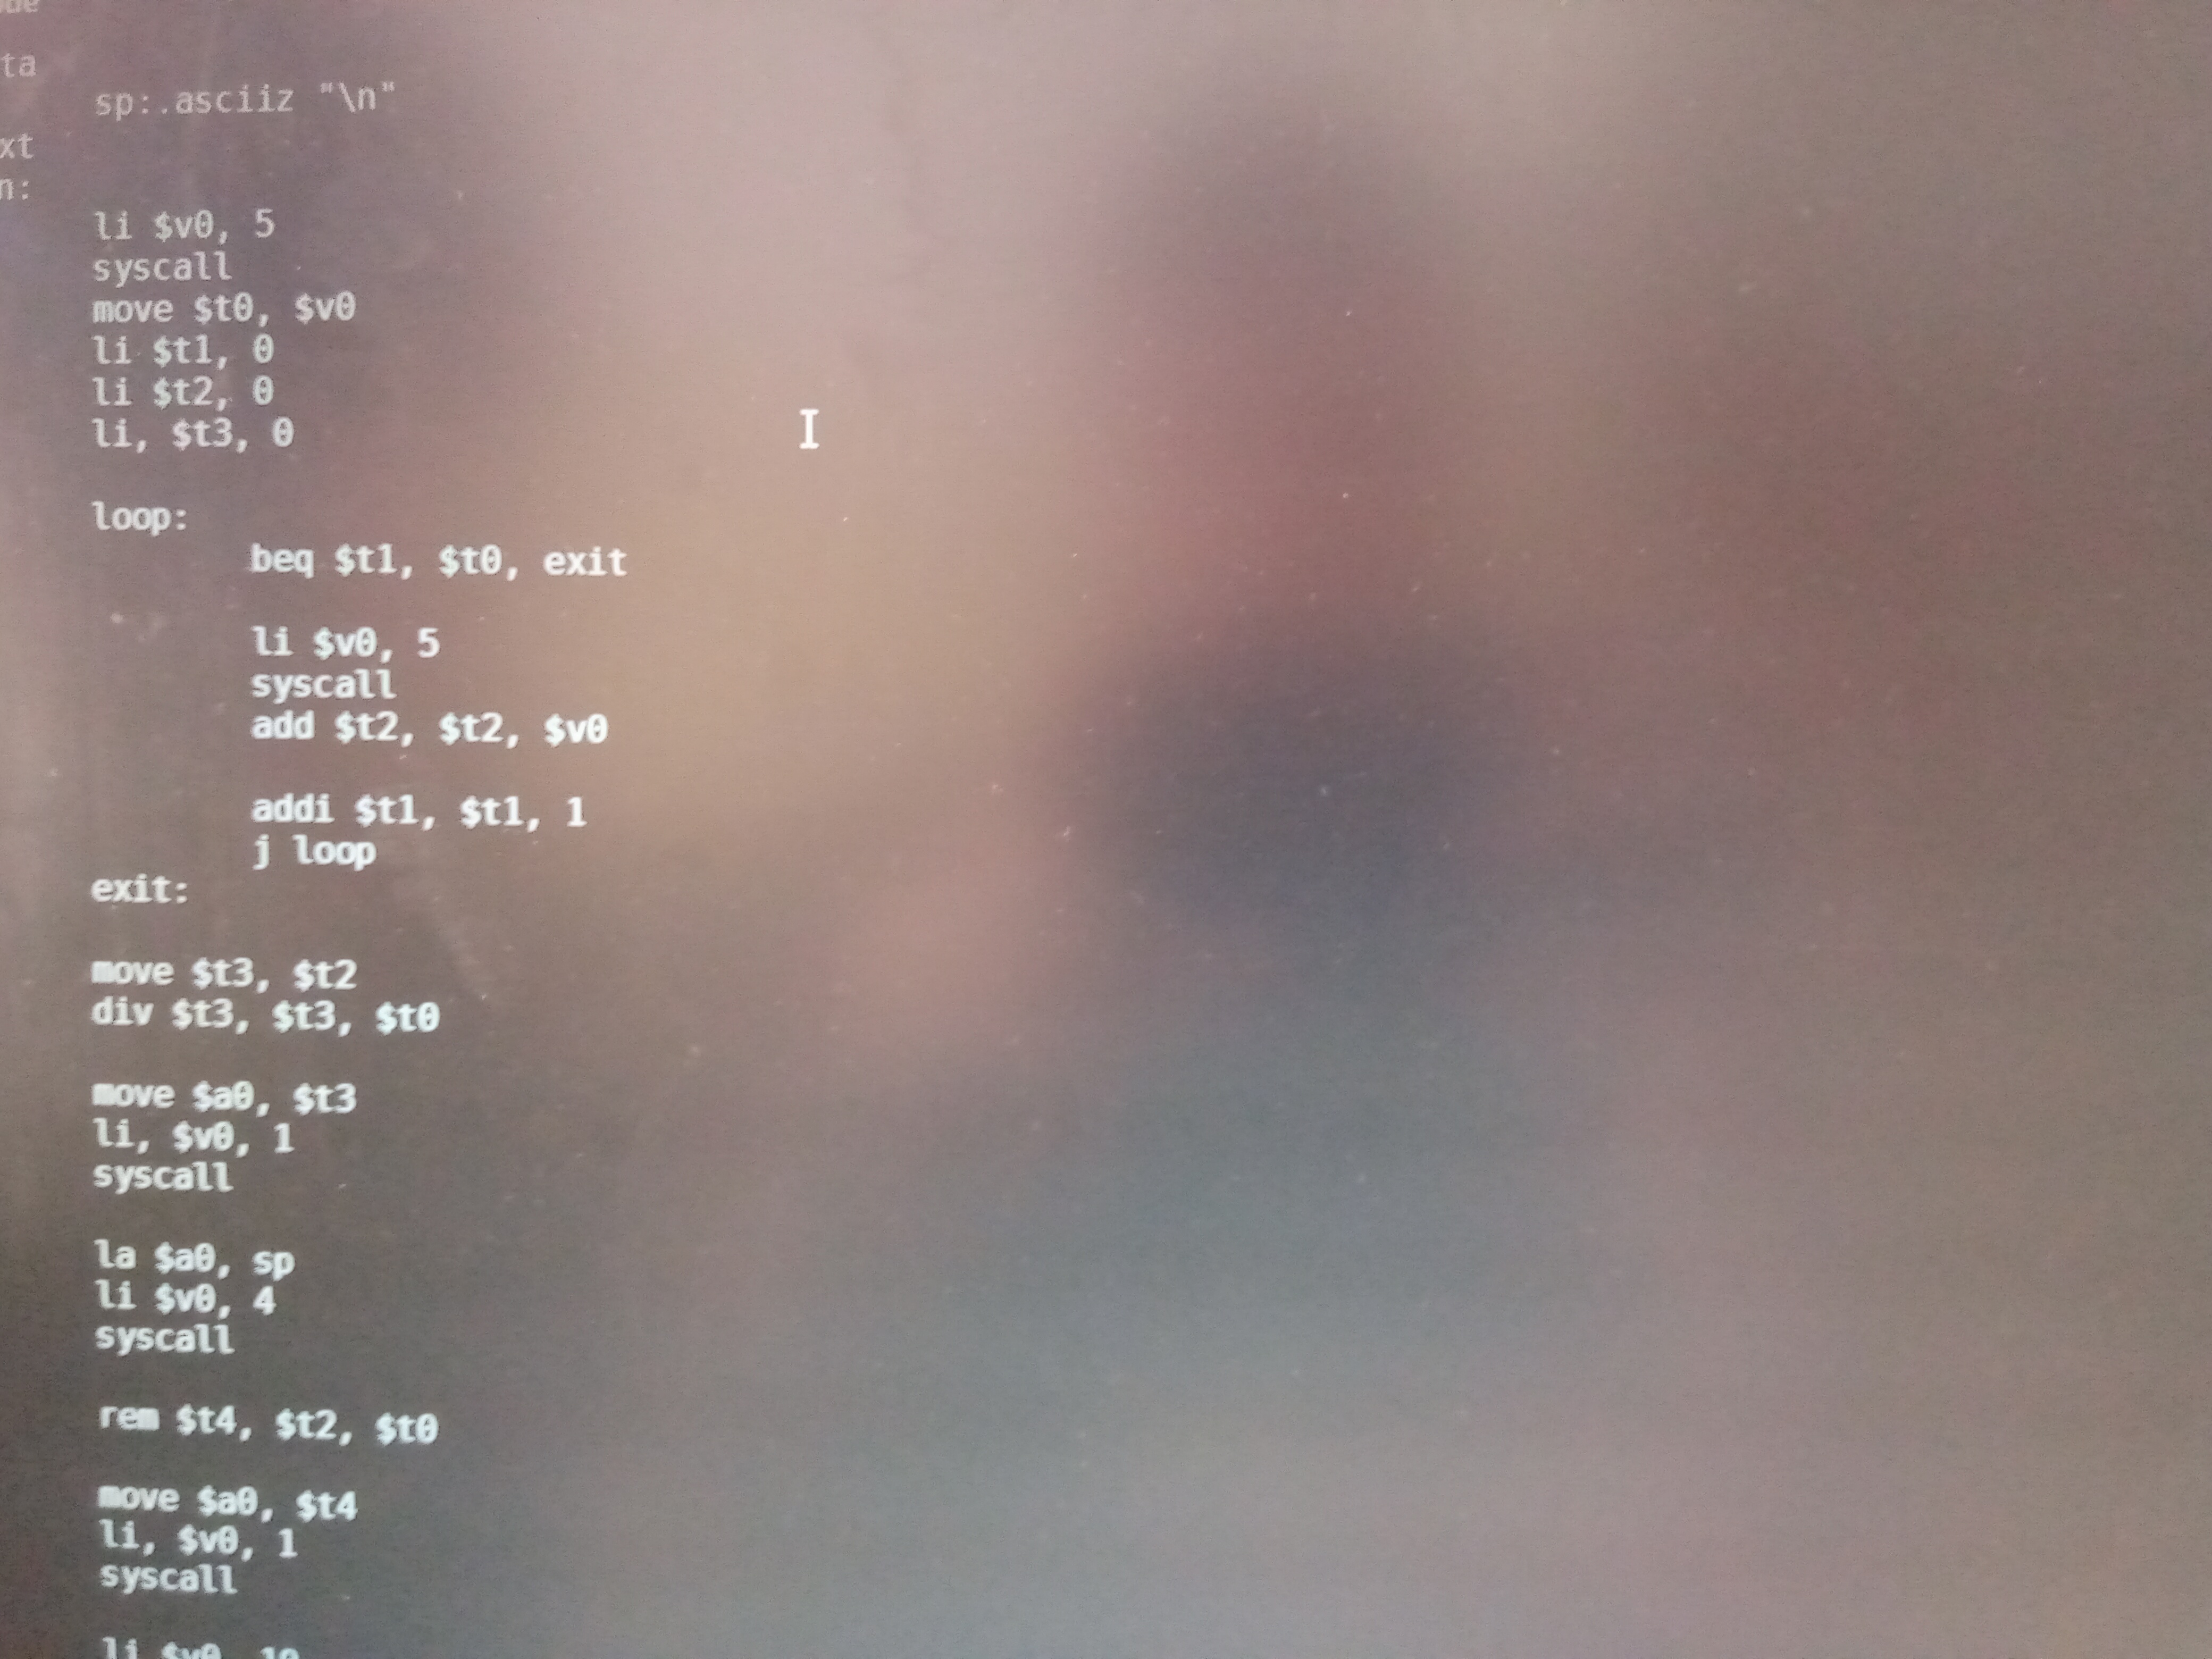 ta
sp:.asciiz "\n"
xt
n:
li $v0, 5
syscall
move $t0, $v0
li $t1, 0
li $t2, 0
li, $t3, 0
loop:
beq $t1, $t0, exit
li $v0, 5
syscall
add $t2, $t2, $v0
addi $t1, $t1, 1
j loop
exit:
move $t3, $t2
div $t3, $t3, $t0
move $a0, $t3
li, $v0, 1
syscall
la $a0, sp
li $v0, 4
syscall
rem $t4, $t2, $t0
move $a0, $t4
li, $v0, 1
syscall
li $v0, 10